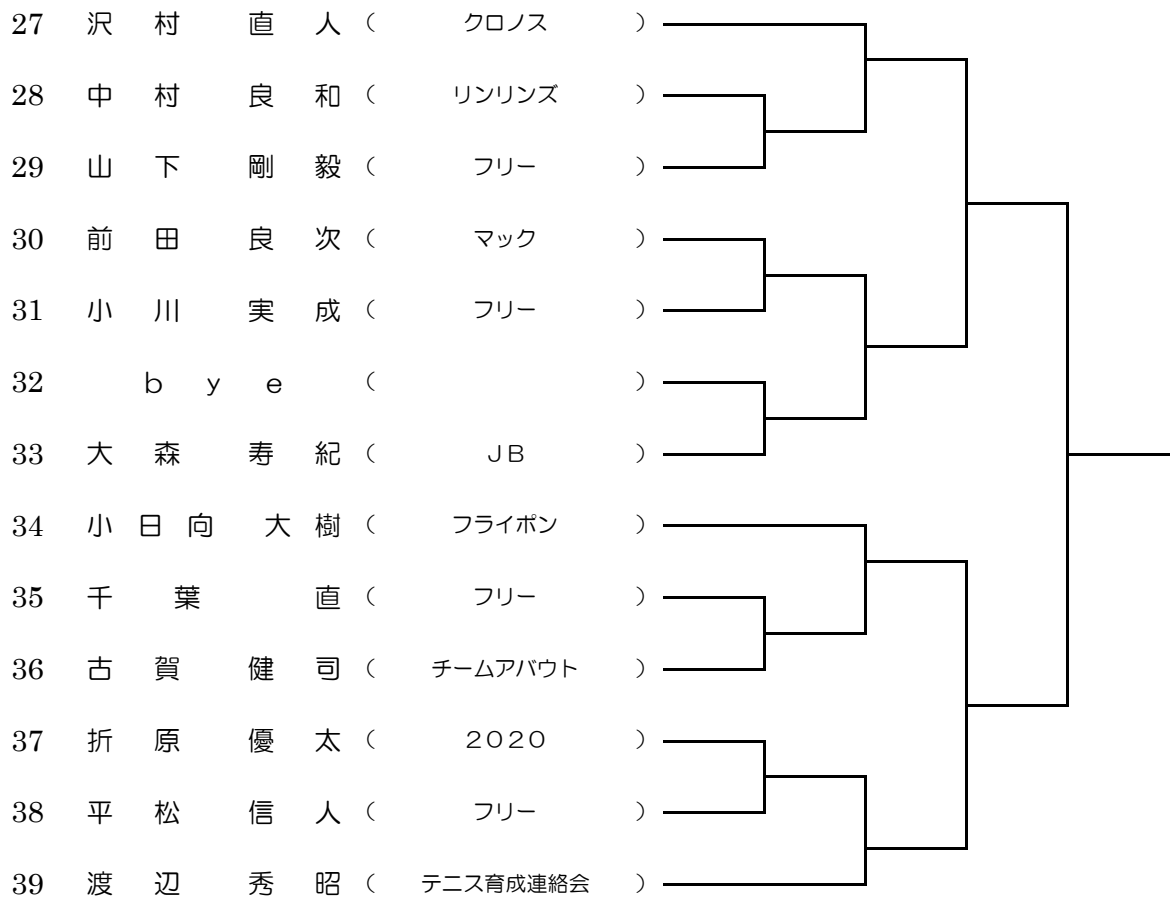 27 沢村 直人 ( クロノス )
28 中村 良和 ( リンリンズ )
29 山下 剛毅 ( フリー )
30 前田 良次 ( マック )
31 小川 実成 ( フリー )
32 bye ( )
33 大森 寿紀 ( JB )
34 小日向 大樹 ( フライポン )
35 千葉 直 ( フリー )
36 古賀 健司 ( チームアバウト )
37 折原 優太 ( 2020 )
38 平松 信人 ( フリー )
39 渡辺 秀昭 ( テニス育成連絡会 )